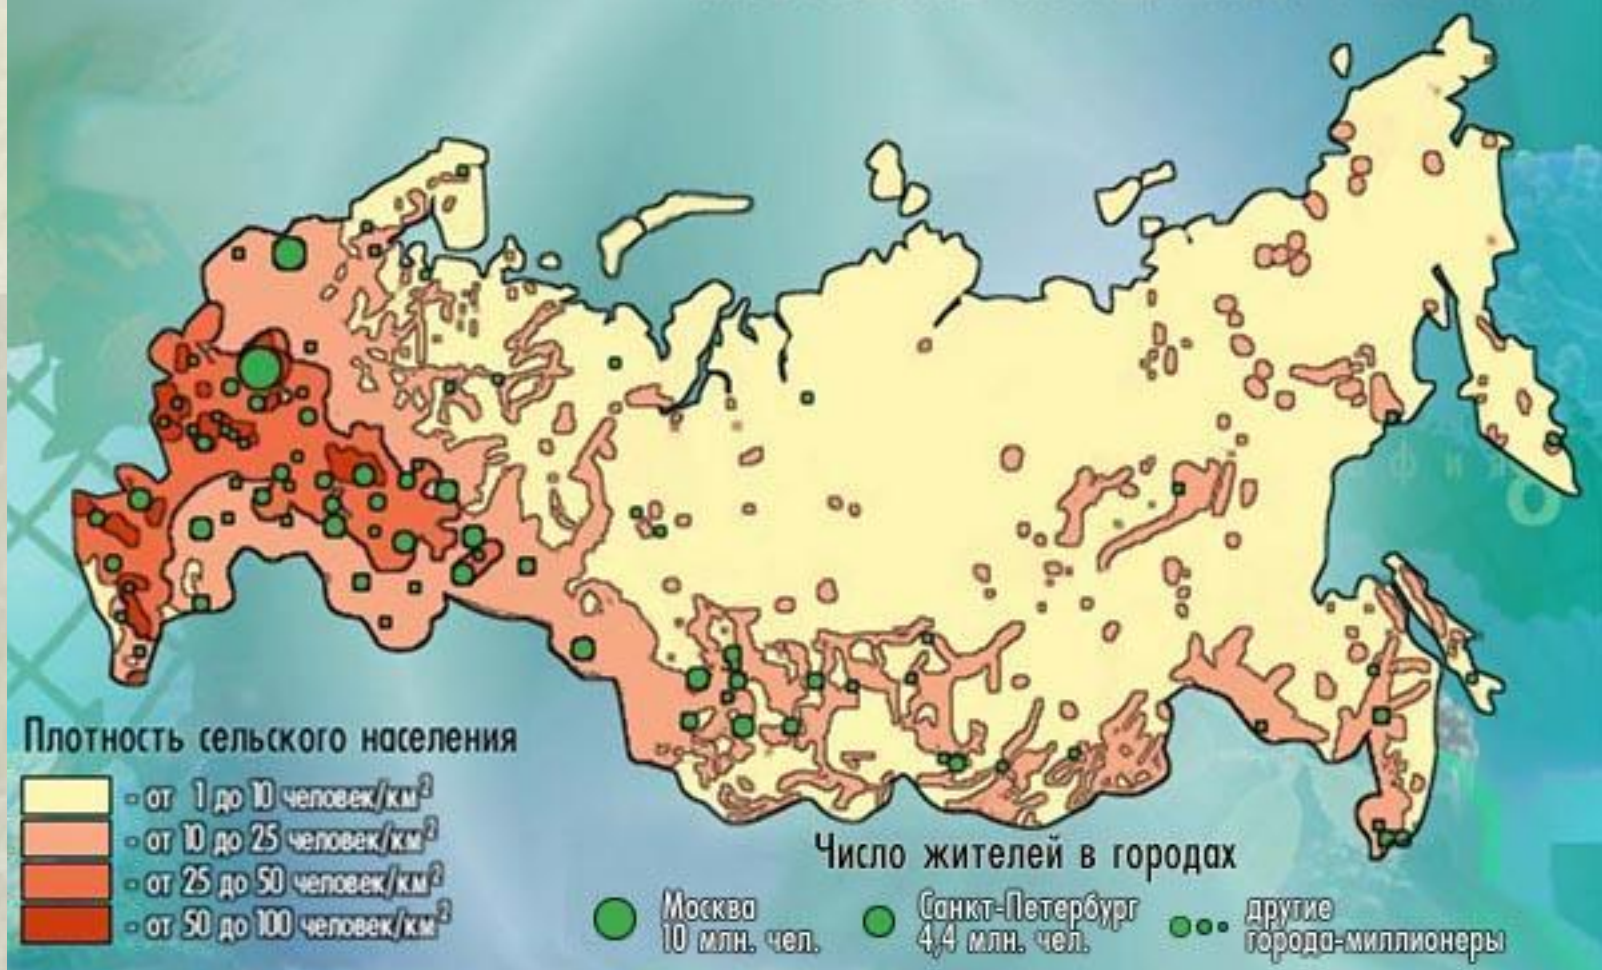 Плотность сельского населения
- от 1 до 10 человек/км²
- от 10 до 25 человек/км²
- от 25 до 50 человек/км²
- от 50 до 100 человек/км²
Число жителей в городах
Москва
10 млн. чел.
Санкт-Петербург
4,4 млн. чел.
другие
города-миллионеры